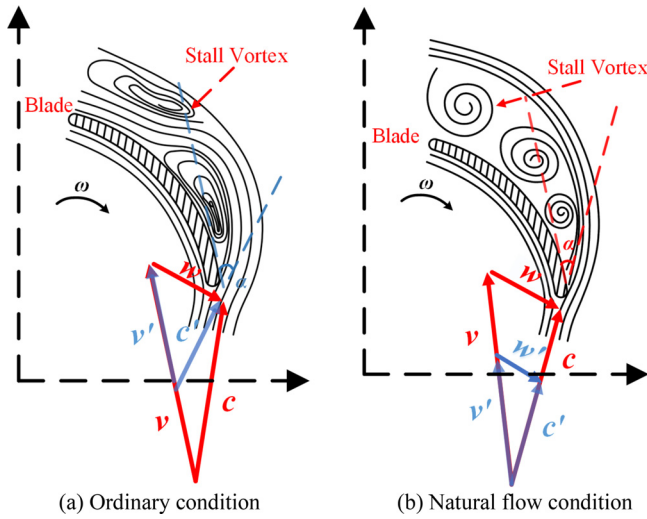 Stall Vortex
Blade
ω
α
w
v'
c'
v
c
(a) Ordinary condition
Stall Vortex
Blade
ω
α
w
v
w'
c
v'
c'
(b) Natural flow condition